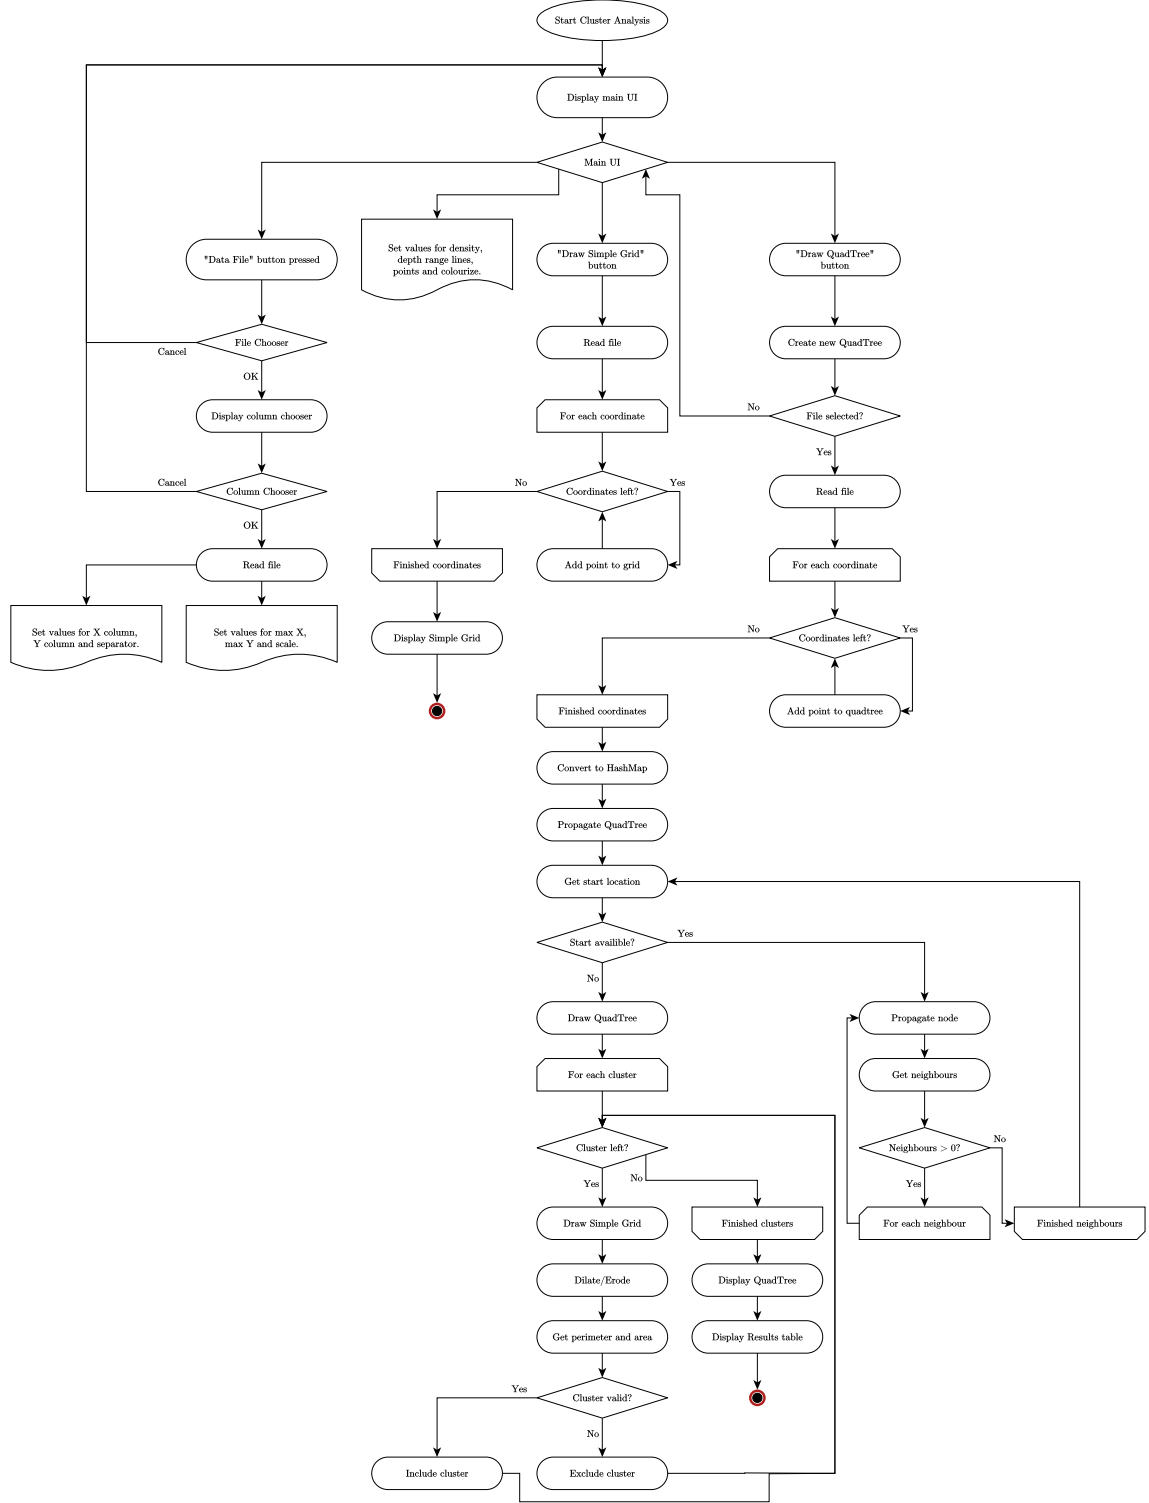 Start Cluster Analysis
Display main UI
Main UI
"Data File" button pressed
Set values for density,
depth range lines,
points and colourize.
"Draw Simple Grid"
button
"Draw QuadTree"
button
File Chooser
Cancel
OK
Read file
Create new QuadTree
Display column chooser
For each coordinate
No
File selected?
Yes
Cancel
Column Chooser
OK
No
Coordinates left?
Yes
Read file
Read file
Finished coordinates
Add point to grid
For each coordinate
Set values for X column,
Y column and separator.
Set values for max X,
max Y and scale.
Display Simple Grid
No
Coordinates left?
Yes
Finished coordinates
Add point to quadtree
Convert to HashMap
Propagate QuadTree
Get start location
Start availible?
Yes
No
Draw QuadTree
Propagate node
For each cluster
Get neighbours
Cluster left?
Yes
No
Neighbours > 0?
No
Yes
Draw Simple Grid
Finished clusters
For each neighbour
Finished neighbours
Dilate/Erode
Display QuadTree
Get perimeter and area
Display Results table
Yes
Cluster valid?
No
Include cluster
Exclude cluster